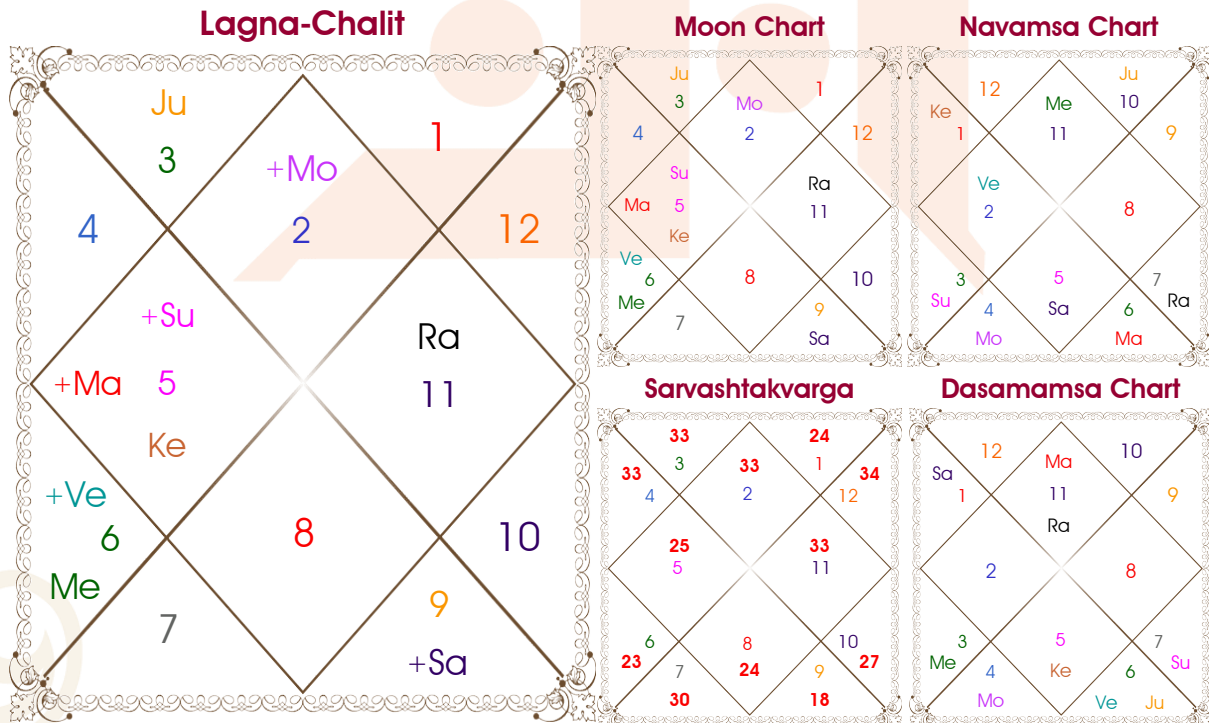 Lagna-Chalit
Ju
3
+Mo
2
1
4
12
+Su
+Ma 5
Ke
Ra
11
+Ve
6
Me
8
10
7
9
+Sa
Moon Chart
Ju
3
Mo
2
1
4
12
Su
Ma 5
Ke
Ra
11
Ve
6
Me
8
10
7
9
Sa
Navamsa Chart
12
Ke
1
Me
11
Ju
10
9
Ve
2
8
3
Su
5
Sa
7
Ra
4
Mo
6
Ma
Sarvashtakvarga
33
3
33
2
24
1
33
4
34
12
25
5
33
11
6
23
8
24
10
27
7
30
9
18
Dasamamsa Chart
12
Sa
1
Ma
11
Ra
10
9
2
8
3
Me
5
Ke
7
Su
4
Mo
6
Ve Ju